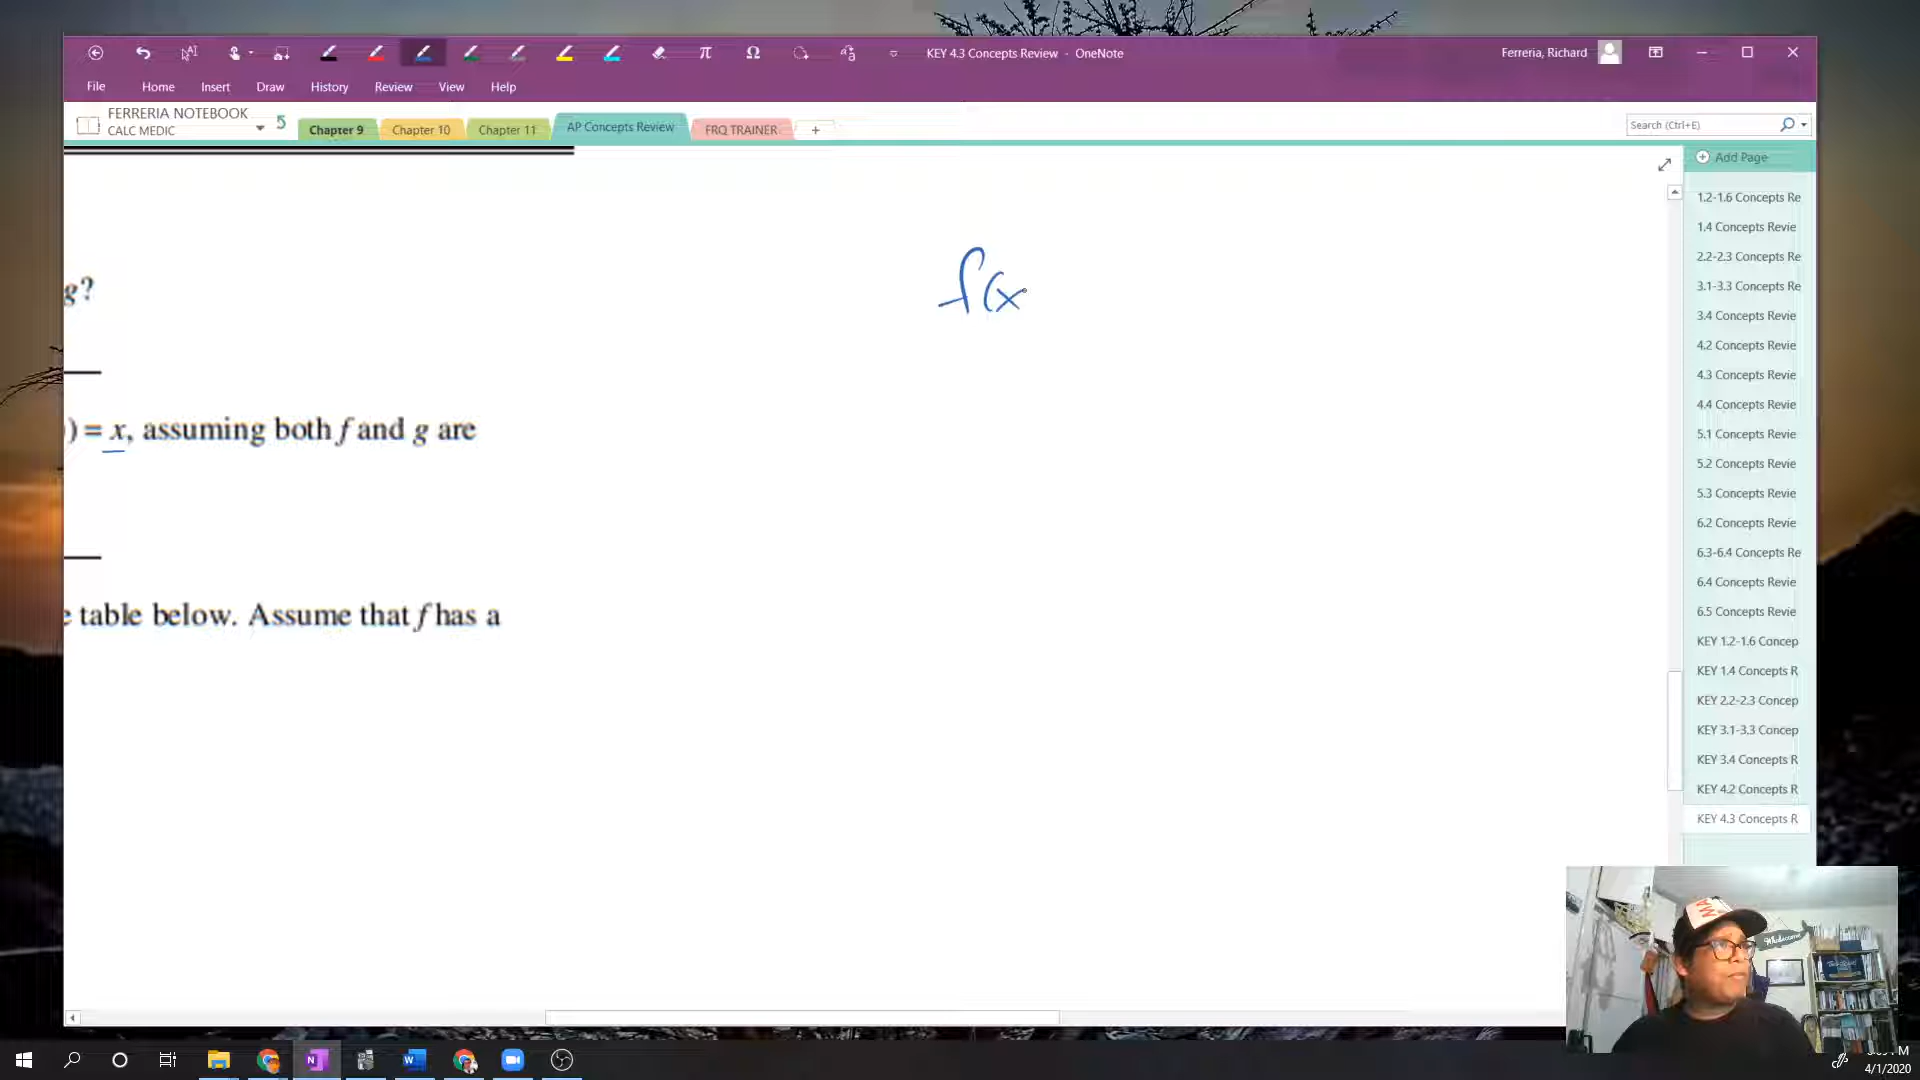 KEY 4.3 Concepts Review - OneNote
Ferreria, Richard
File Home Insert Draw History Review View Help
FERRERIA NOTEBOOK
CALC MEDIC
Chapter 9 Chapter 10 Chapter 11 AP Concepts Review FRQ TRAINER +
Search (Ctrl+E)
Add Page
1.2-1.6 Concepts Re
1.4 Concepts Revie
2.2-2.3 Concepts Re
3.1-3.3 Concepts Re
3.4 Concepts Revie
4.2 Concepts Revie
4.3 Concepts Revie
4.4 Concepts Revie
5.1 Concepts Revie
5.2 Concepts Revie
5.3 Concepts Revie
6.2 Concepts Revie
6.3-6.4 Concepts Re
6.4 Concepts Revie
6.5 Concepts Revie
KEY 1.2-1.6 Concep
KEY 1.4 Concepts R
KEY 2.2-2.3 Concep
KEY 3.1-3.3 Concep
KEY 3.4 Concepts R
KEY 4.2 Concepts R
KEY 4.3 Concepts R
g?
f(x
) = x, assuming both f and g are
e table below. Assume that f has a
4/1/2020